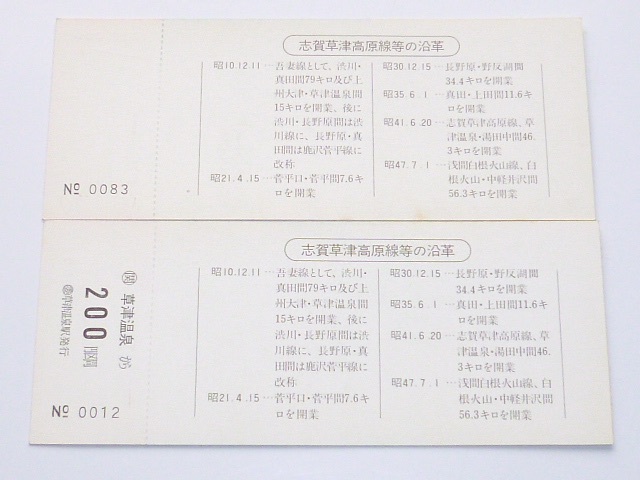 志賀草津高原線等の沿革
昭10.12.11…吾妻線として、渋川・
真田間79キロ及び上
州大津・草津温泉間
15キロを開業、後に
渋川・長野原間は渋
川線に、長野原・真
田間は鹿沢菅平線に
改称
昭21.4.15…菅平口・菅平間7.6キ
ロを開業
昭30.12.15…長野原・野反湖間
34.4キロを開業
昭35.6.1…真田・上田間11.6キ
ロを開業
昭41.6.20…志賀草津高原線、草
津温泉・湯田中間46.
3キロを開業
昭47.7.1…浅間白根火山線、白
根火山・中軽井沢間
56.3キロを開業
No 0083
志賀草津高原線等の沿革
昭10.12.11…吾妻線として、渋川・
真田間79キロ及び上
州大津・草津温泉間
15キロを開業、後に
渋川・長野原間は渋
川線に、長野原・真
田間は鹿沢菅平線に
改称
昭21.4.15…菅平口・菅平間7.6キ
ロを開業
昭30.12.15…長野原・野反湖間
34.4キロを開業
昭35.6.1…真田・上田間11.6キ
ロを開業
昭41.6.20…志賀草津高原線、草
津温泉・湯田中間46.
3キロを開業
昭47.7.1…浅間白根火山線、白
根火山・中軽井沢間
56.3キロを開業
草津温泉から
200円区間
草津温泉駅発行
No 0012